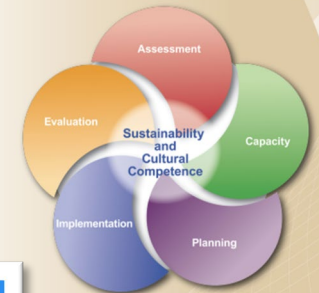 Assessment
Capacity
Planning
Implementation
Evaluation
Sustainability
and
Cultural
Competence